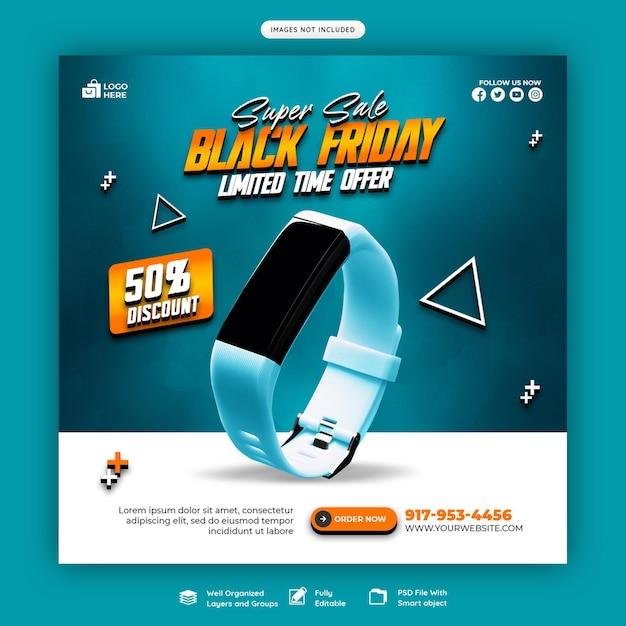 IMAGES NOT INCLUDED
LOGO
HERE
FOLLOW US NOW
Super Sale
BLACK FRIDAY
LIMITED TIME OFFER
50%
DISCOUNT
Lorem ipsum dolor sit amet, consectetur
adipiscing elit, sed do eiusmod tempor
incididunt ut labore et dolore.
ORDER NOW
917-953-4456
WWW.YOURWEBSITE.COM
Well Organized
Layers and Groups
Fully
Editable
PSD File With
Smart object